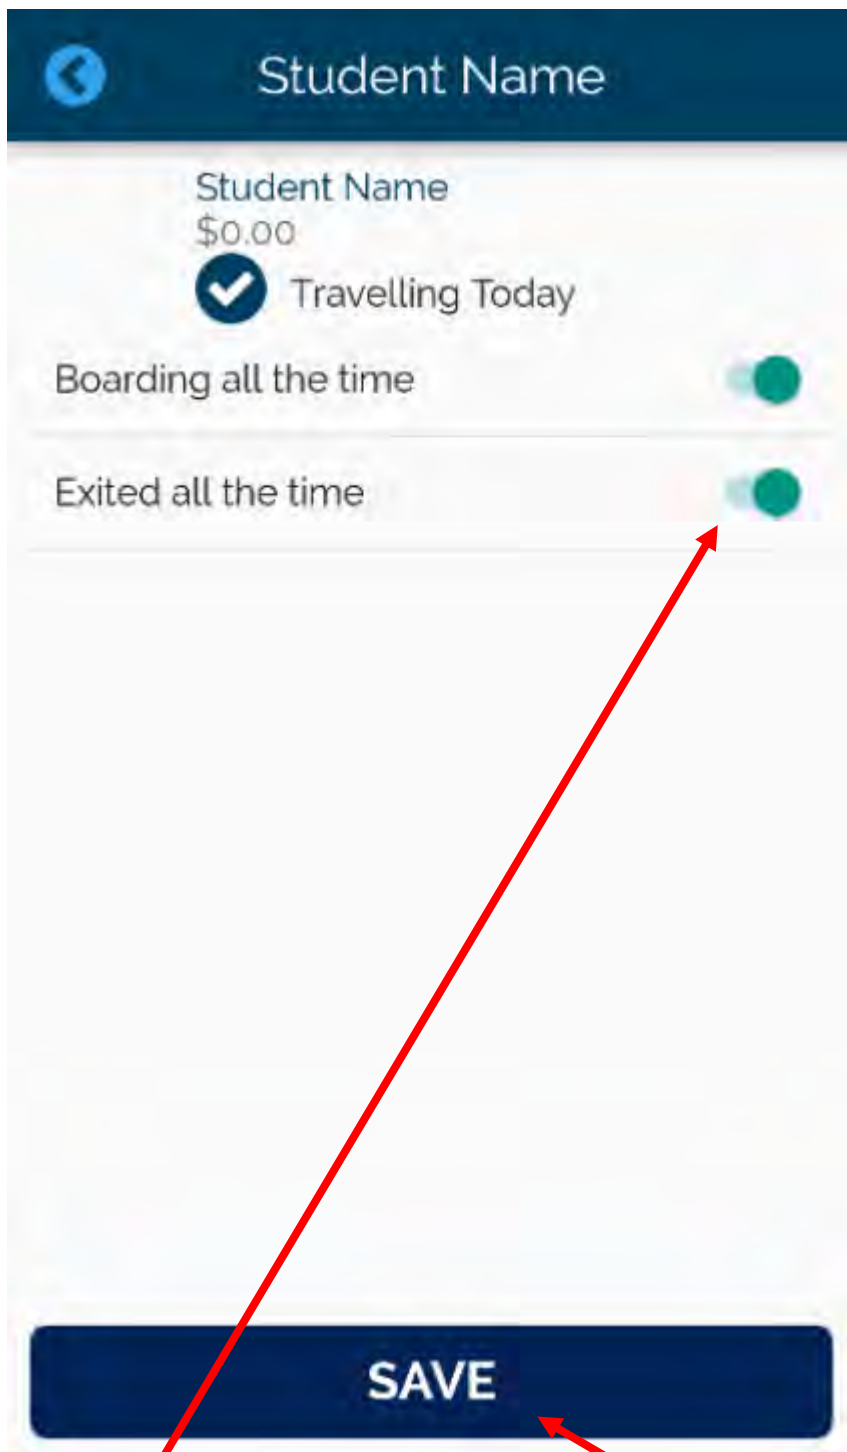 Student Name
Student Name
$0.00
Travelling Today
Boarding all the time
Exited all the time
SAVE